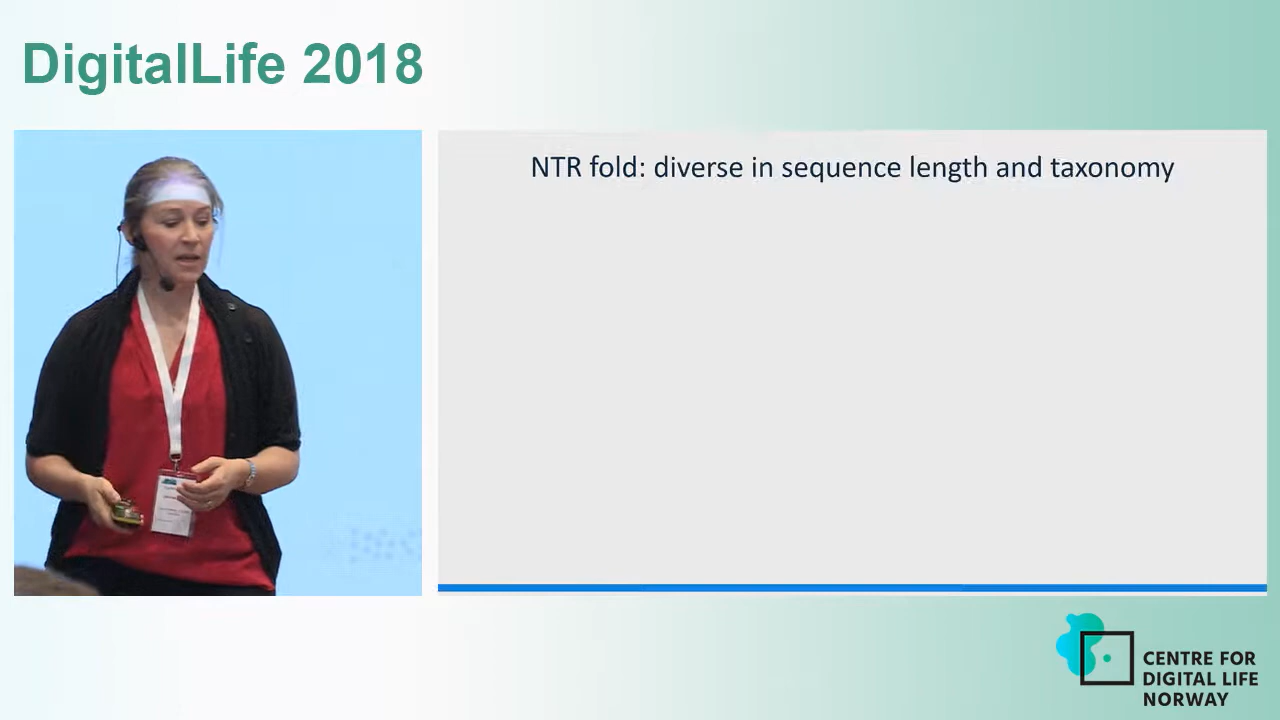 DigitalLife 2018
NTR fold: diverse in sequence length and taxonomy
CENTRE FOR
DIGITAL LIFE
NORWAY